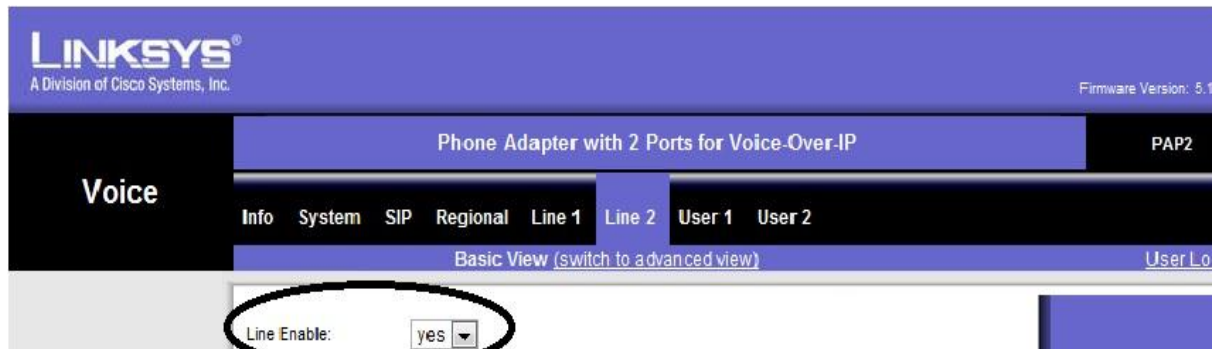 LINKSYS®
A Division of Cisco Systems, Inc.
Firmware Version: 5.1
Phone Adapter with 2 Ports for Voice-Over-IP
PAP2
Voice
Info System SIP Regional Line 1 Line 2 User 1 User 2
Basic View (switch to advanced view)
User Lo
Line Enable: yes